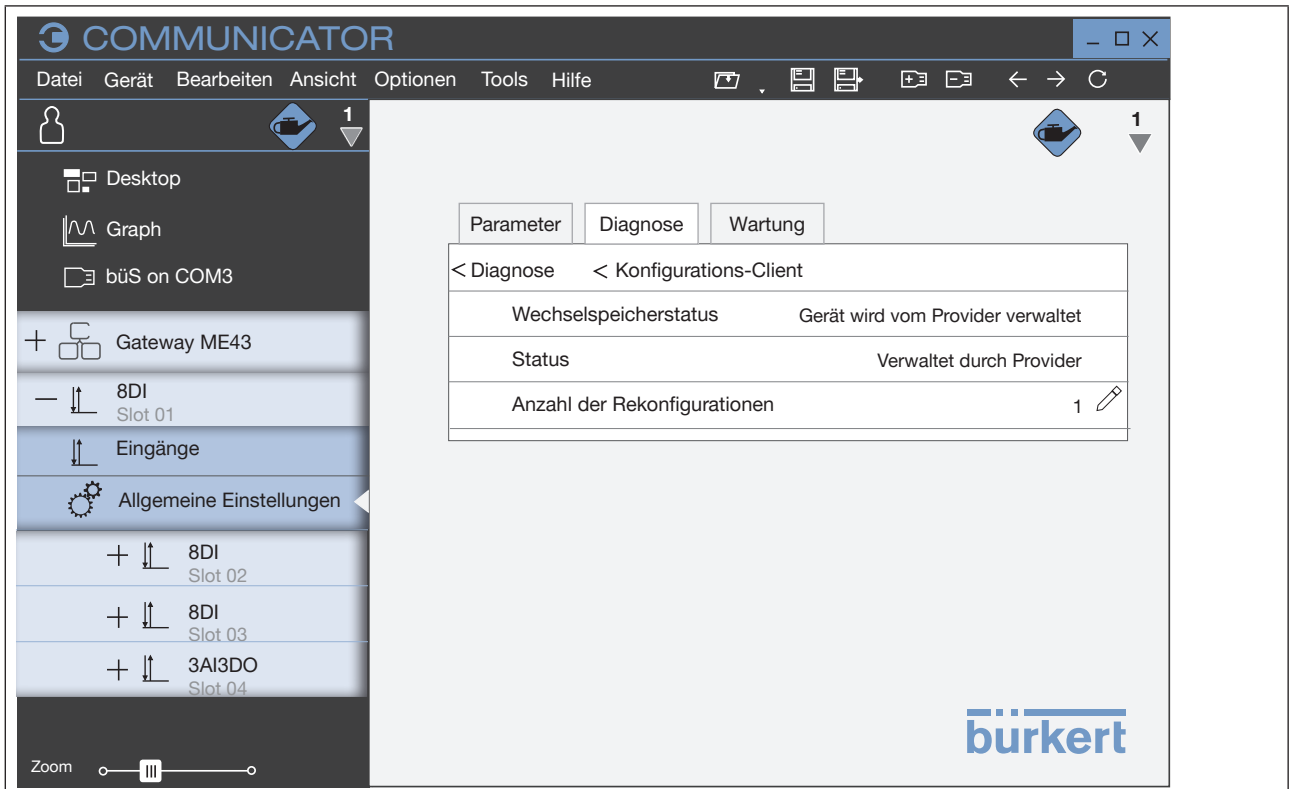 COMMUNICATOR
Datei Gerät Bearbeiten Ansicht Optionen Tools Hilfe
1
1
Desktop
Graph
büS on COM3
Gateway ME43
8DI
Slot 01
Eingänge
Allgemeine Einstellungen
8DI
Slot 02
8DI
Slot 03
3AI3DO
Slot 04
Zoom
Parameter Diagnose Wartung
< Diagnose < Konfigurations-Client
Wechselspeicherstatus Gerät wird vom Provider verwaltet
Status Verwaltet durch Provider
Anzahl der Rekonfigurationen 1
bürkert